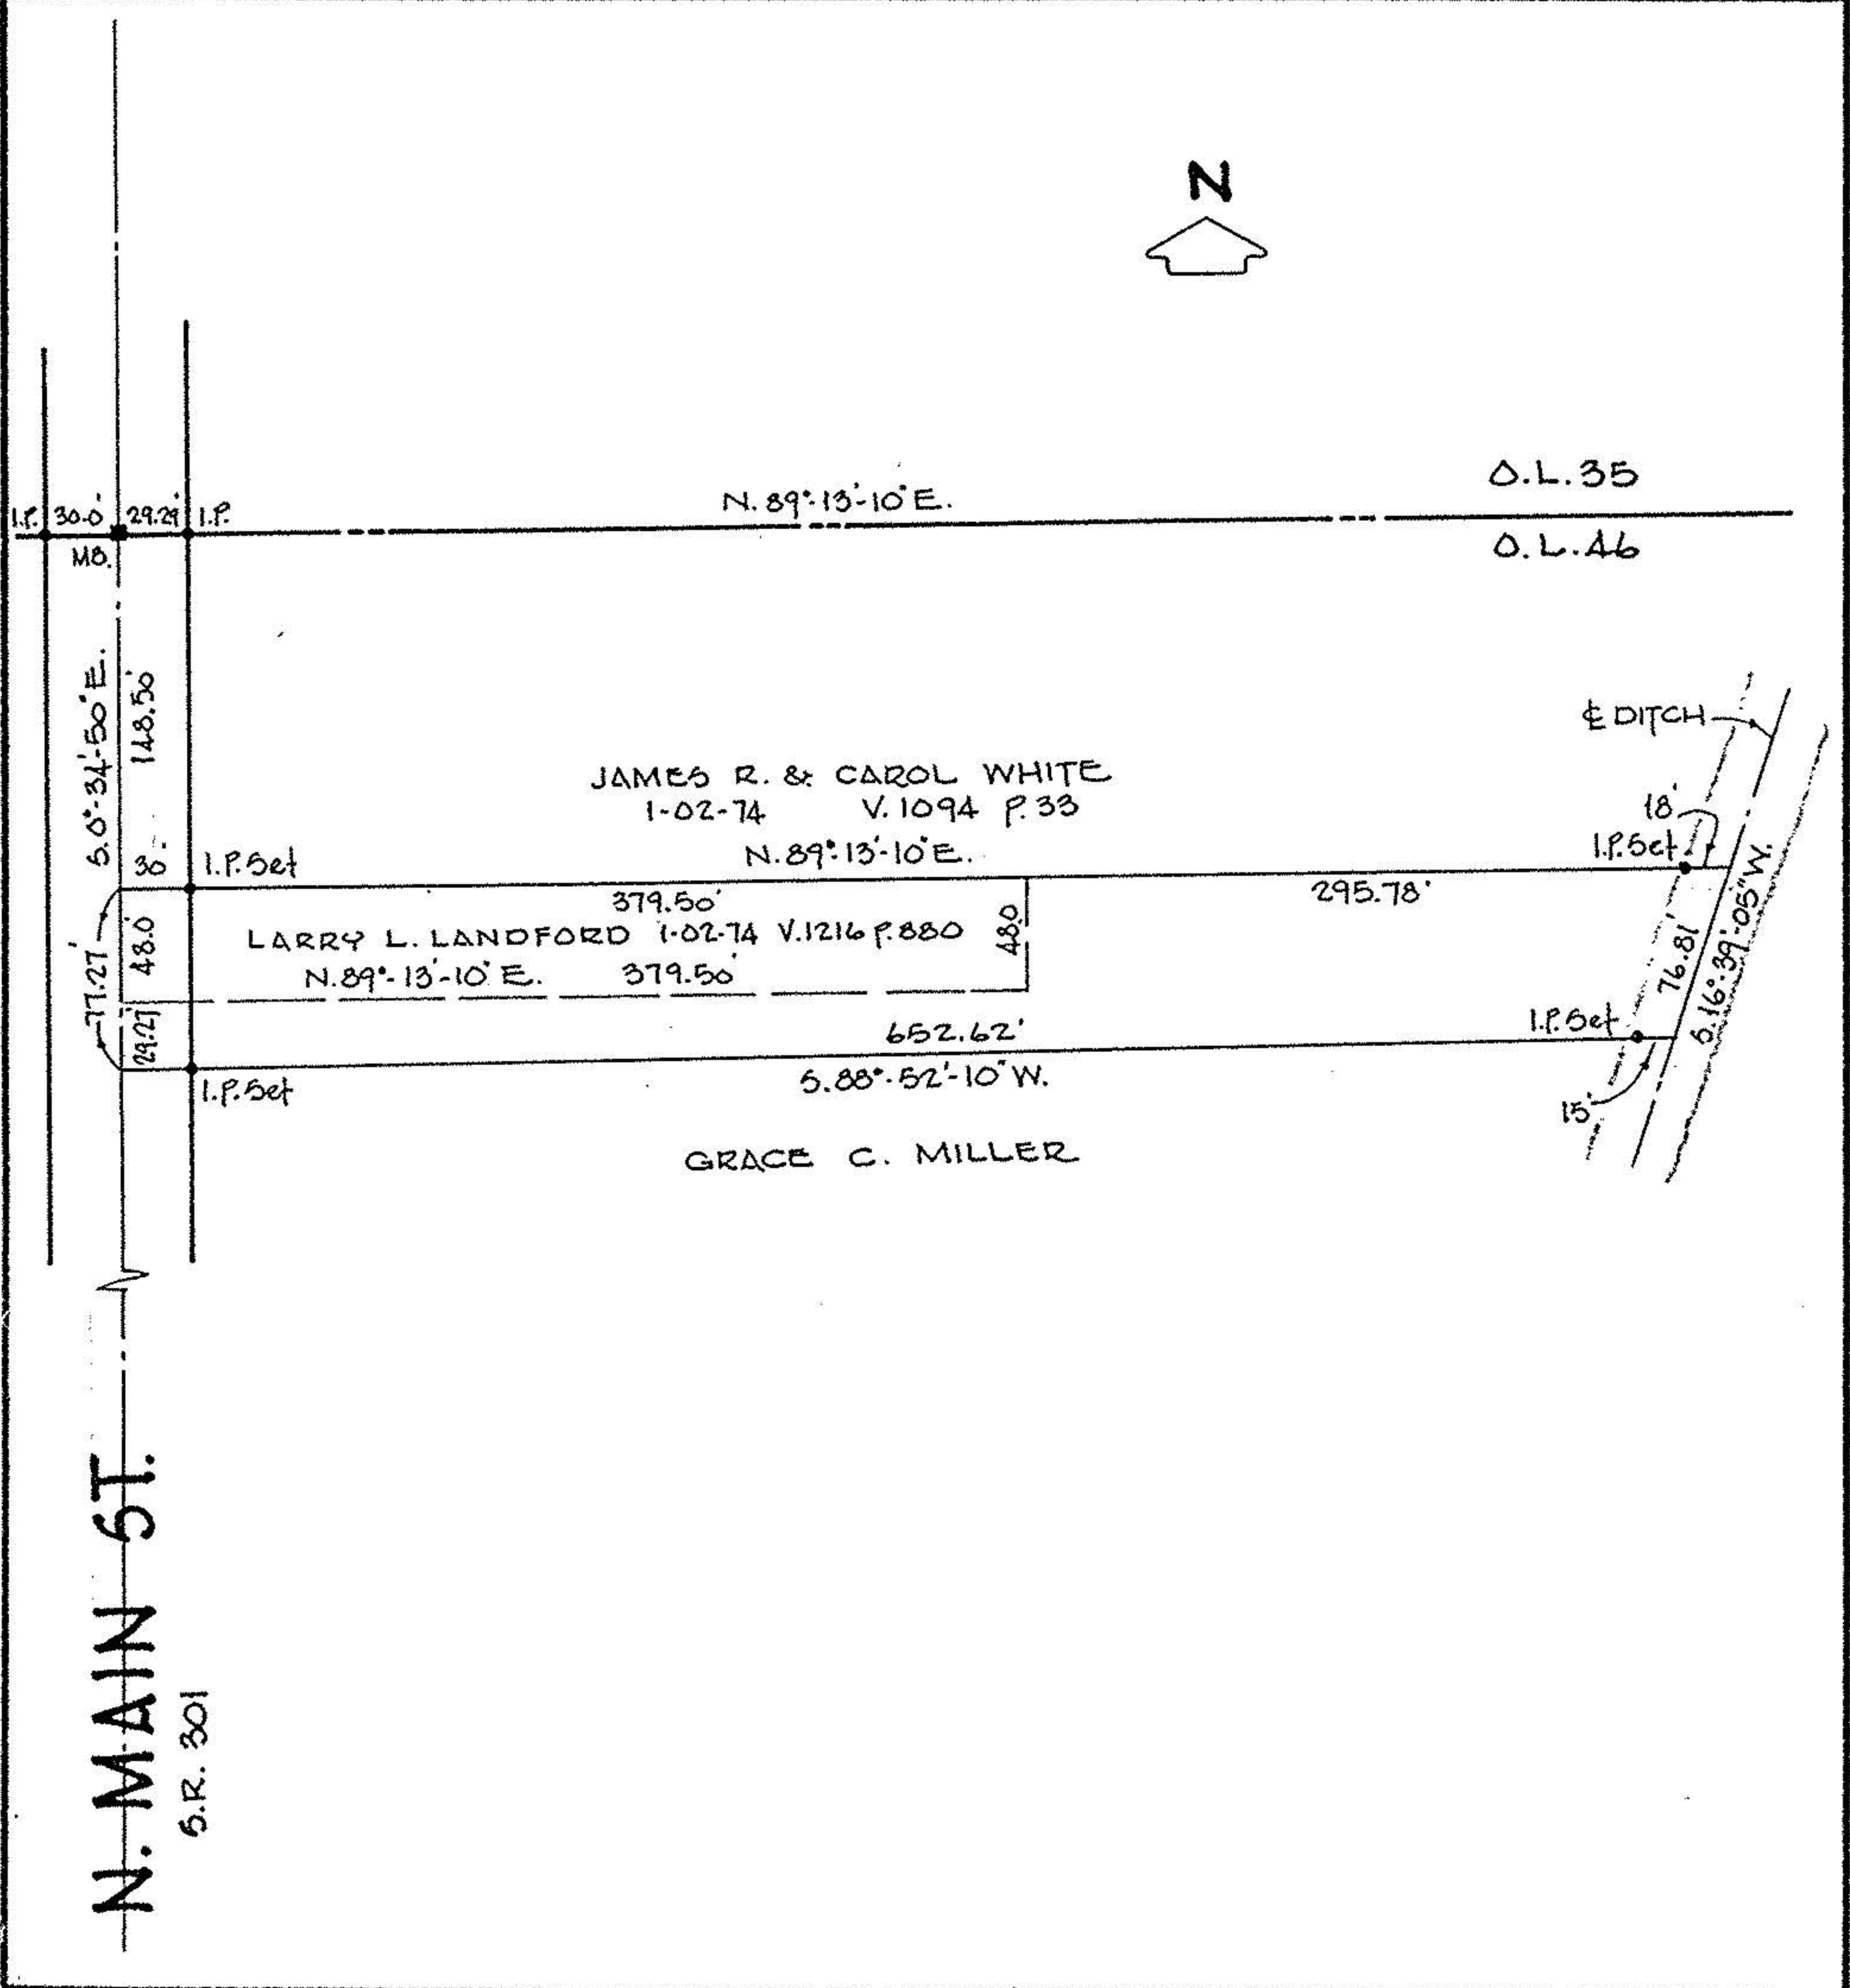 N
O.L. 35
N. 89°-13'-10" E.
I.P. 30.0' 29.29' I.P.
O.L. 46
MB.
S.0°-34'-50" E.
148.50'
℄ DITCH
JAMES R. & CAROL WHITE
1-02-74 V. 1094 P. 33
18'
N. 89°-13'-10" E.
I.P. Set
30'
I.P. Set
379.50'
295.78'
LARRY L. LANDFORD 1-02-74 V.1216 P.880
48.0
N. 89°-13'-10" E. 379.50'
77.27'
48.0'
29.27'
76.81'
S.16°-39'-05" W.
652.62'
I.P. Set
S.88°-52'-10" W.
I.P. Set
15'
GRACE C. MILLER
N. MAIN ST.
S.R. 301